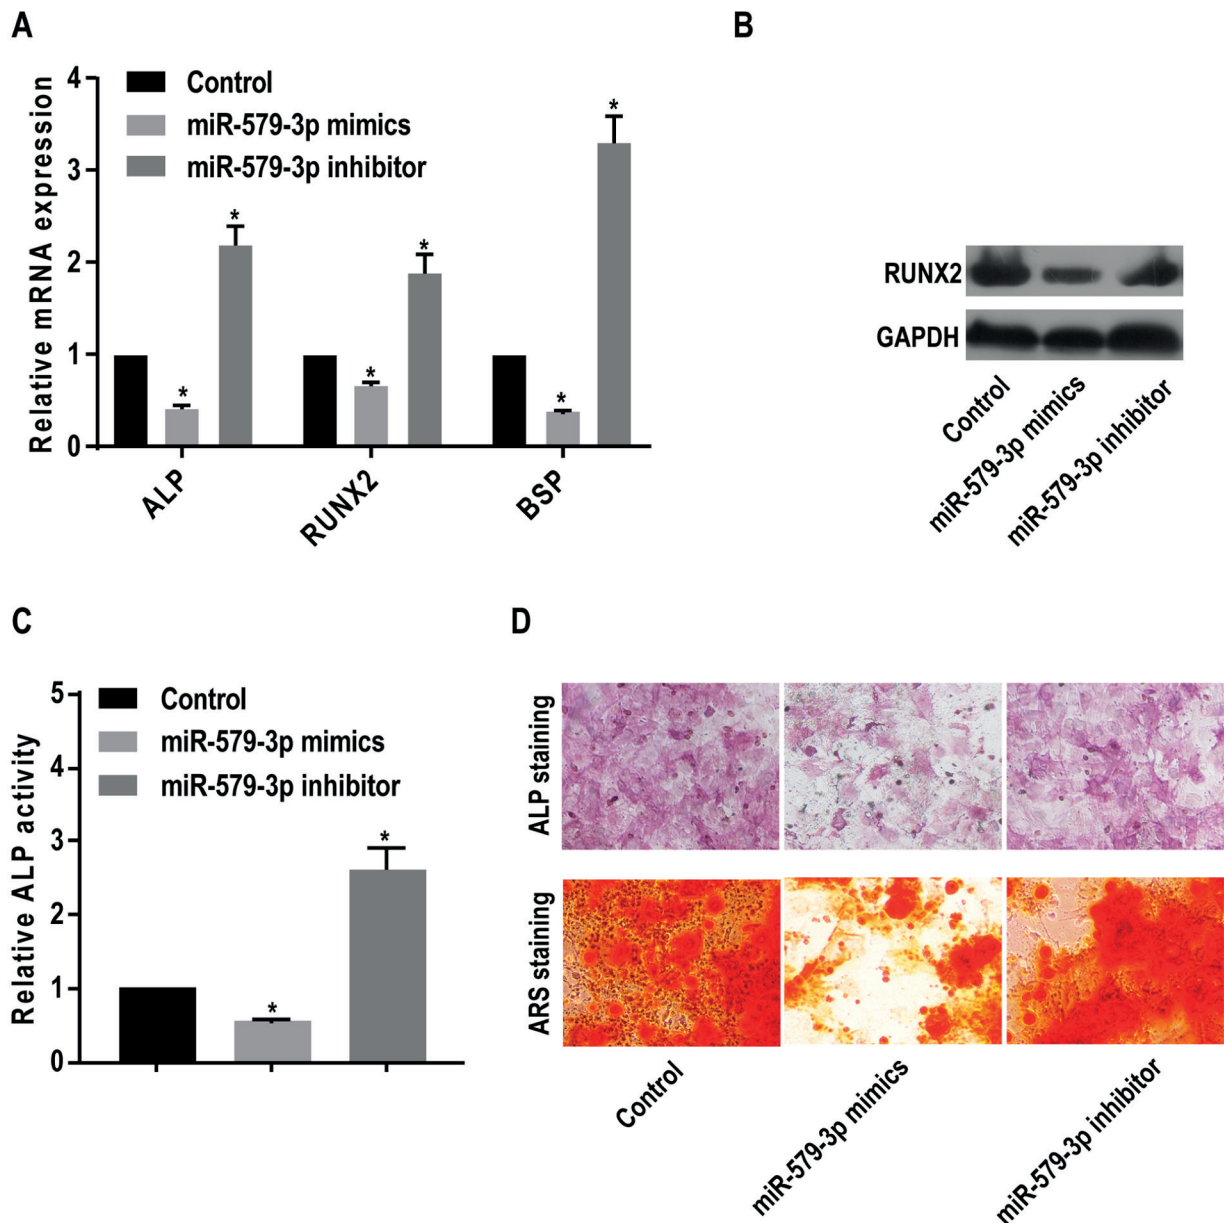 A
Relative mRNA expression
4
3
2
1
0
Control
miR-579-3p mimics
miR-579-3p inhibitor
*
*
*
*
*
*
ALP
RUNX2
BSP
B
RUNX2
GAPDH
Control
miR-579-3p mimics
miR-579-3p inhibitor
C
Relative ALP activity
5
4
3
2
1
0
Control
miR-579-3p mimics
miR-579-3p inhibitor
*
*
D
ALP staining
ARS staining
Control
miR-579-3p mimics
miR-579-3p inhibitor